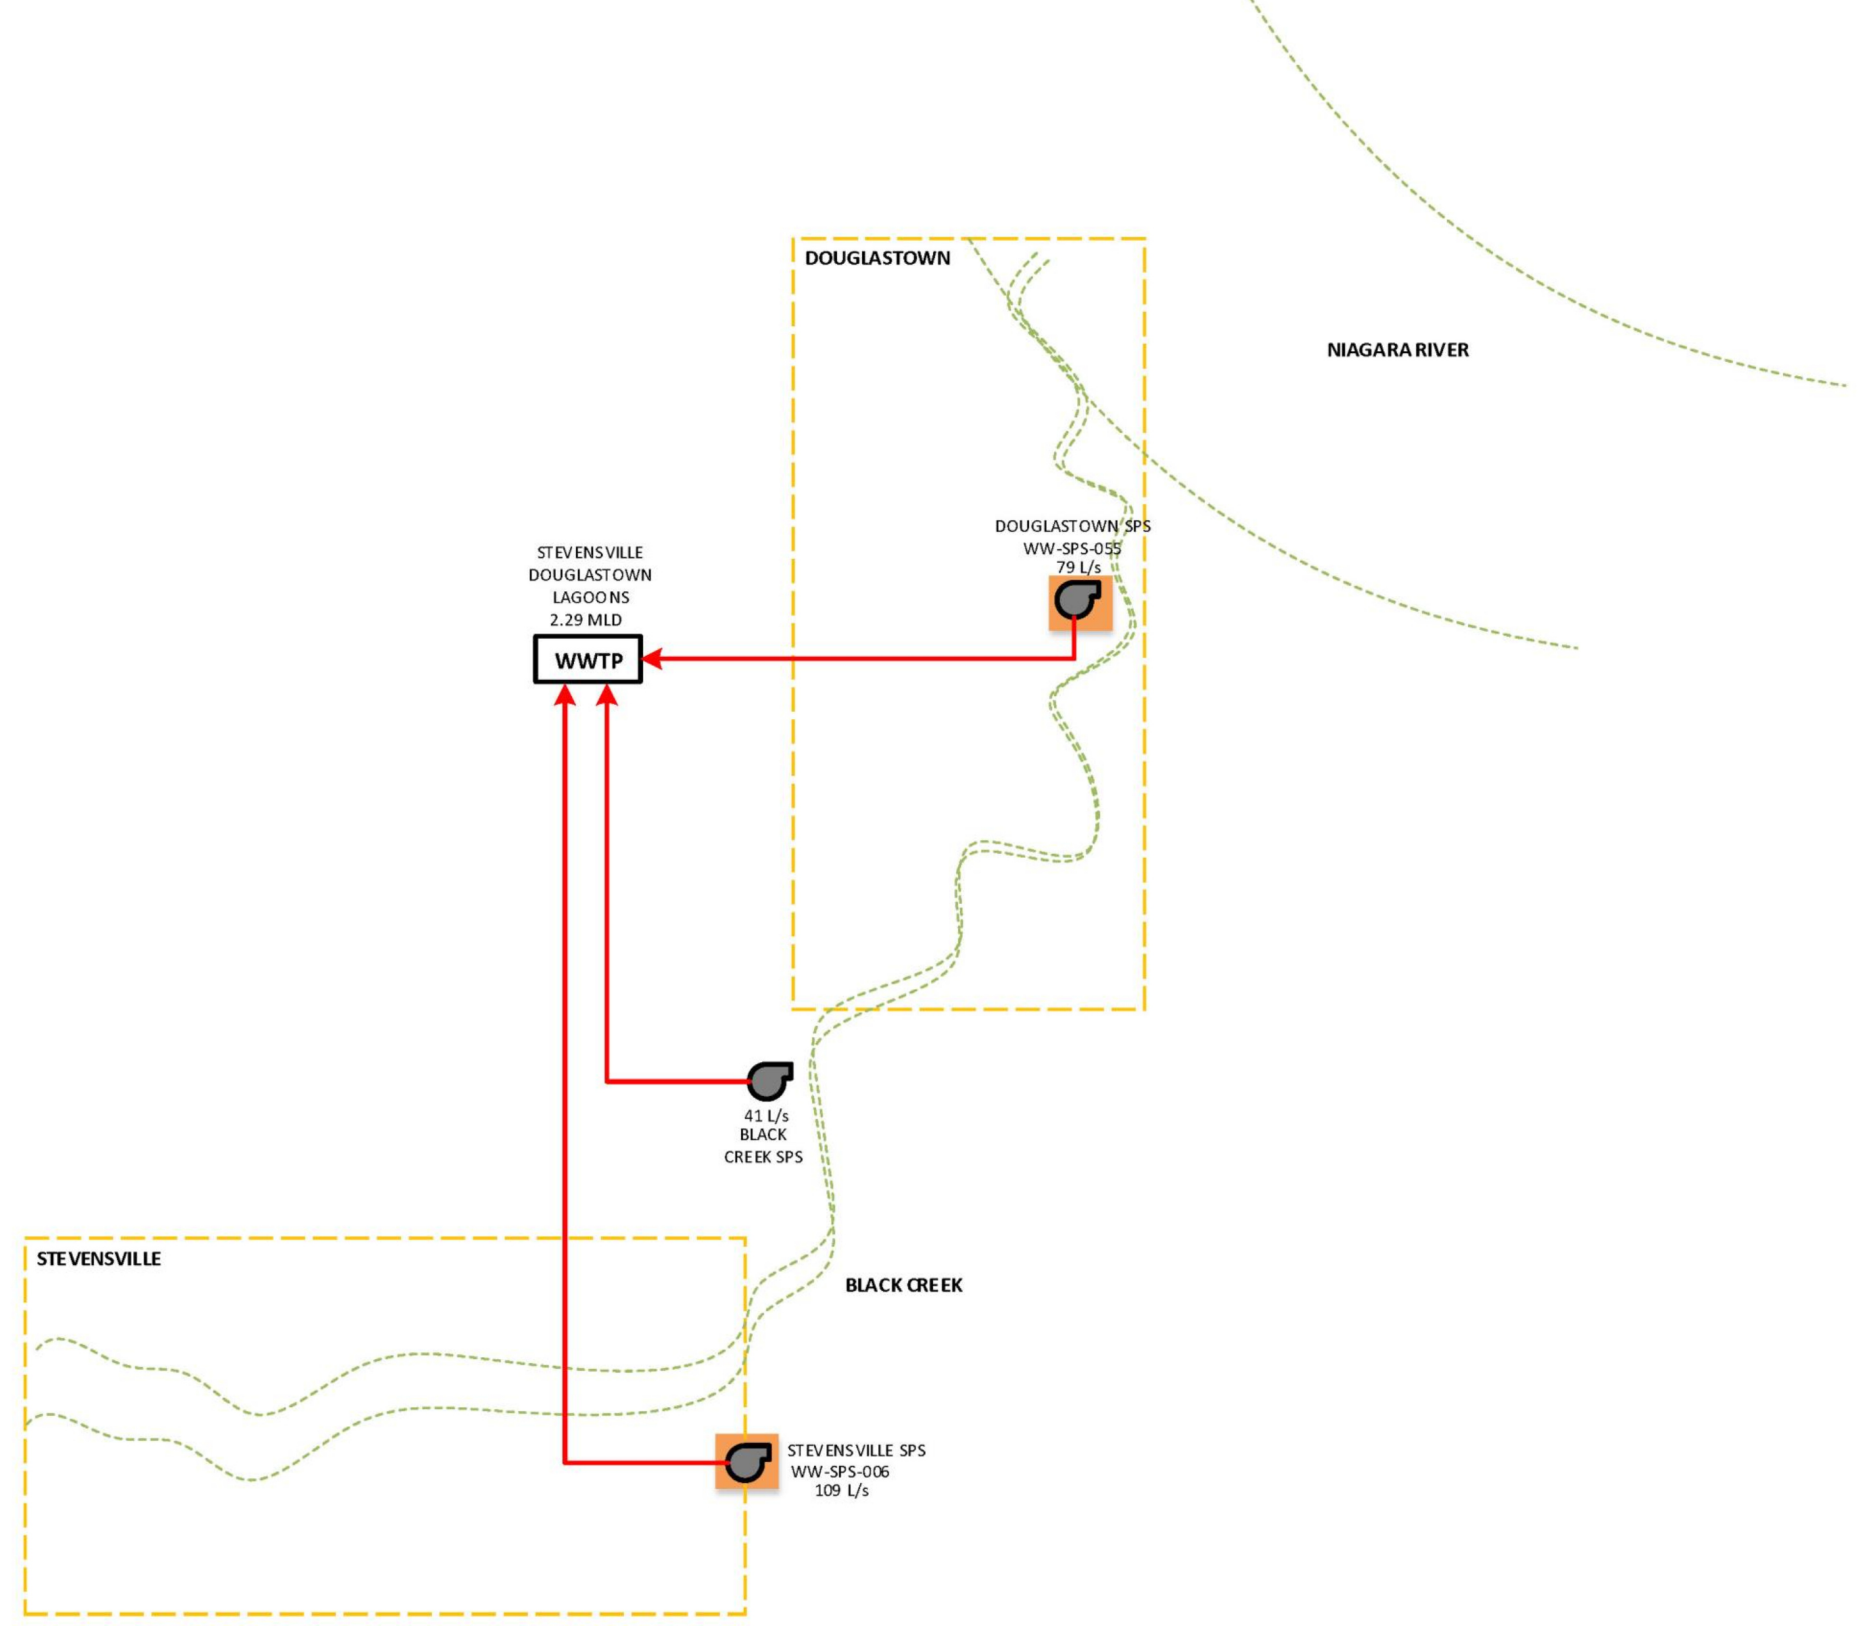 DOUGLASTOWN
NIAGARA RIVER
DOUGLASTOWN SPS
WW-SPS-055
79 L/s
STEVENSVILLE
DOUGLASTOWN
LAGOONS
2.29 MLD
WWTP
41 L/s
BLACK
CREEK SPS
STEVENSVILLE
BLACK CREEK
STEVENSVILLE SPS
WW-SPS-006
109 L/s